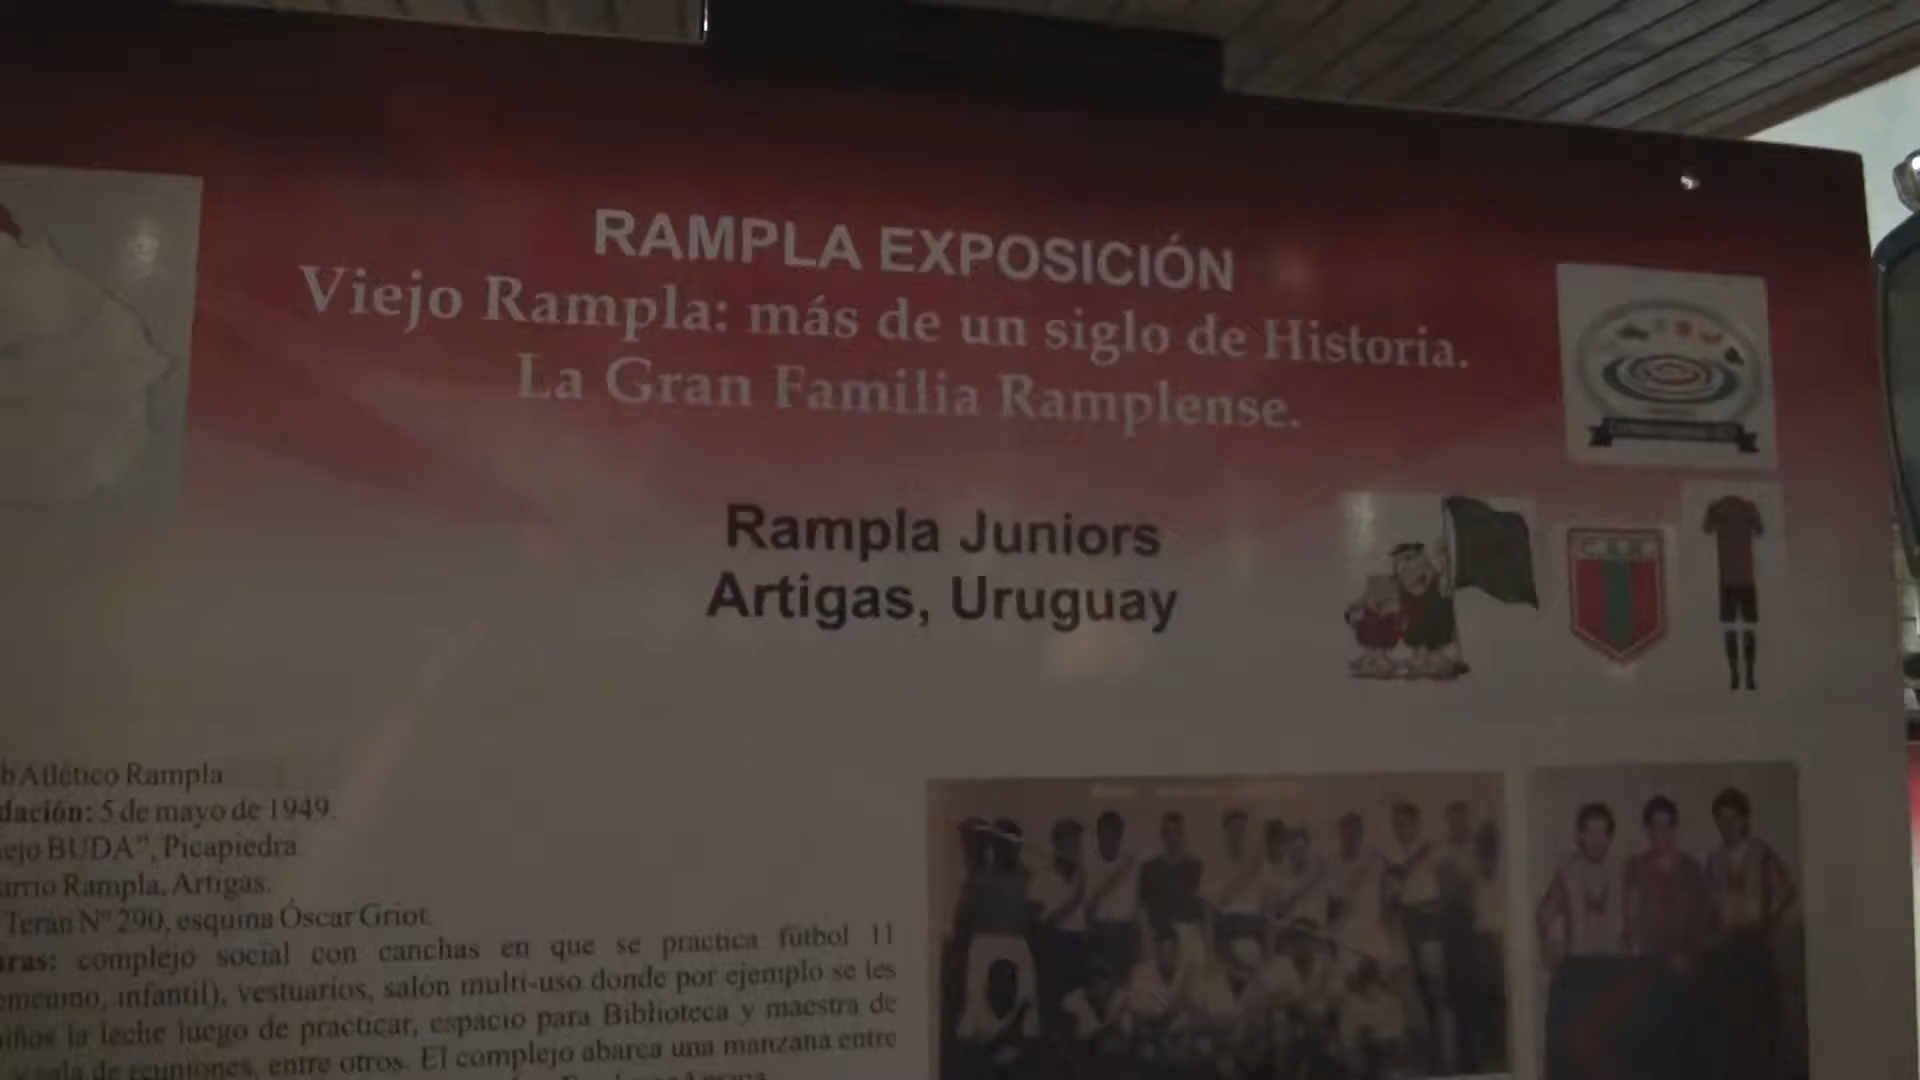 RAMPLA EXPOSICIÓN
Viejo Rampla: más de un siglo de Historia.
La Gran Familia Ramplense.
Rampla Juniors
Artigas, Uruguay
C.A.R.
b Atlético Rampla
dación: 5 de mayo de 1949.
ejo BUDA", Picapiedra.
arrio Rampla, Artigas.
Terán Nº 290, esquina Óscar Griot.
ras: complejo social con canchas en que se practica fútbol 11
emenino, infantil), vestuarios, salón multi-uso donde por ejemplo se les
iños la leche luego de practicar, espacio para Biblioteca y maestra de
y sala de reuniones, entre otros. El complejo abarca una manzana entre